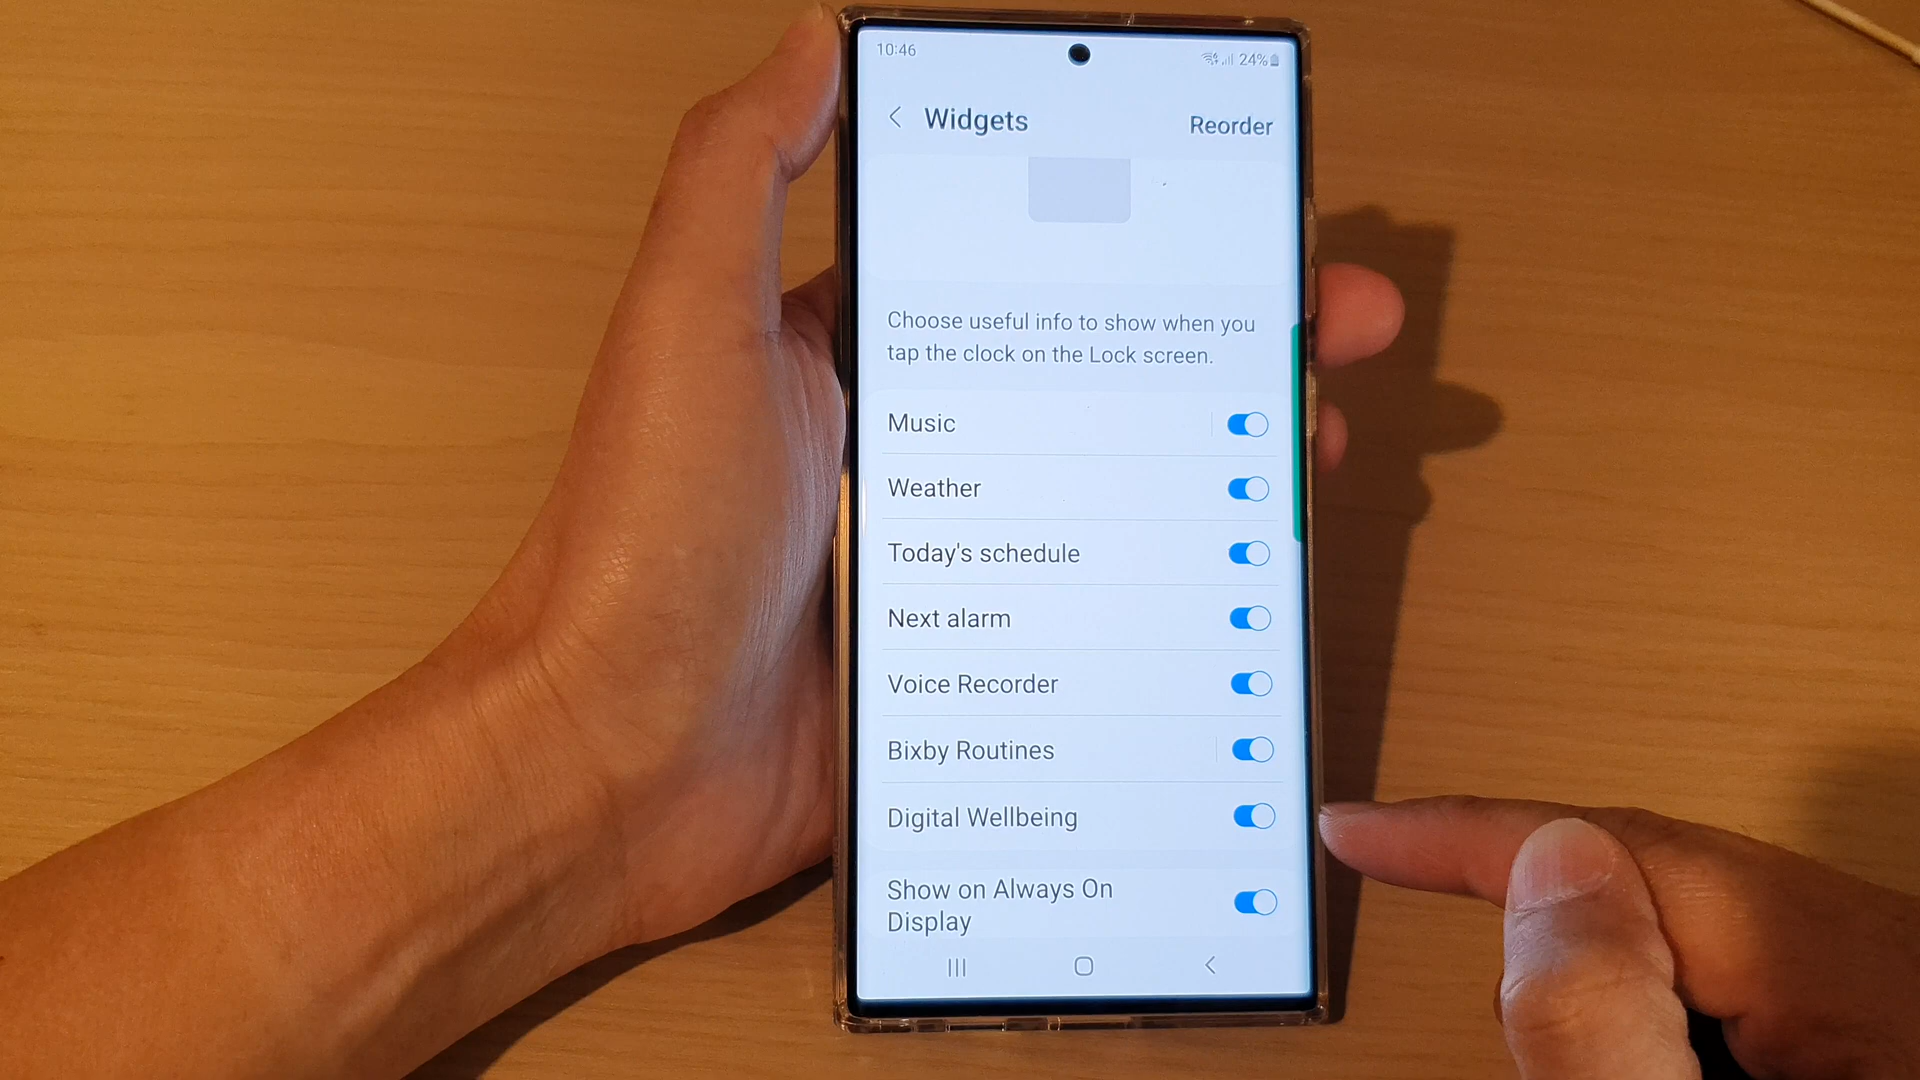 10:46
24%
Widgets
Reorder
Choose useful info to show when you
tap the clock on the Lock screen.
Music
Weather
Today's schedule
Next alarm
Voice Recorder
Bixby Routines
Digital Wellbeing
Show on Always On
Display